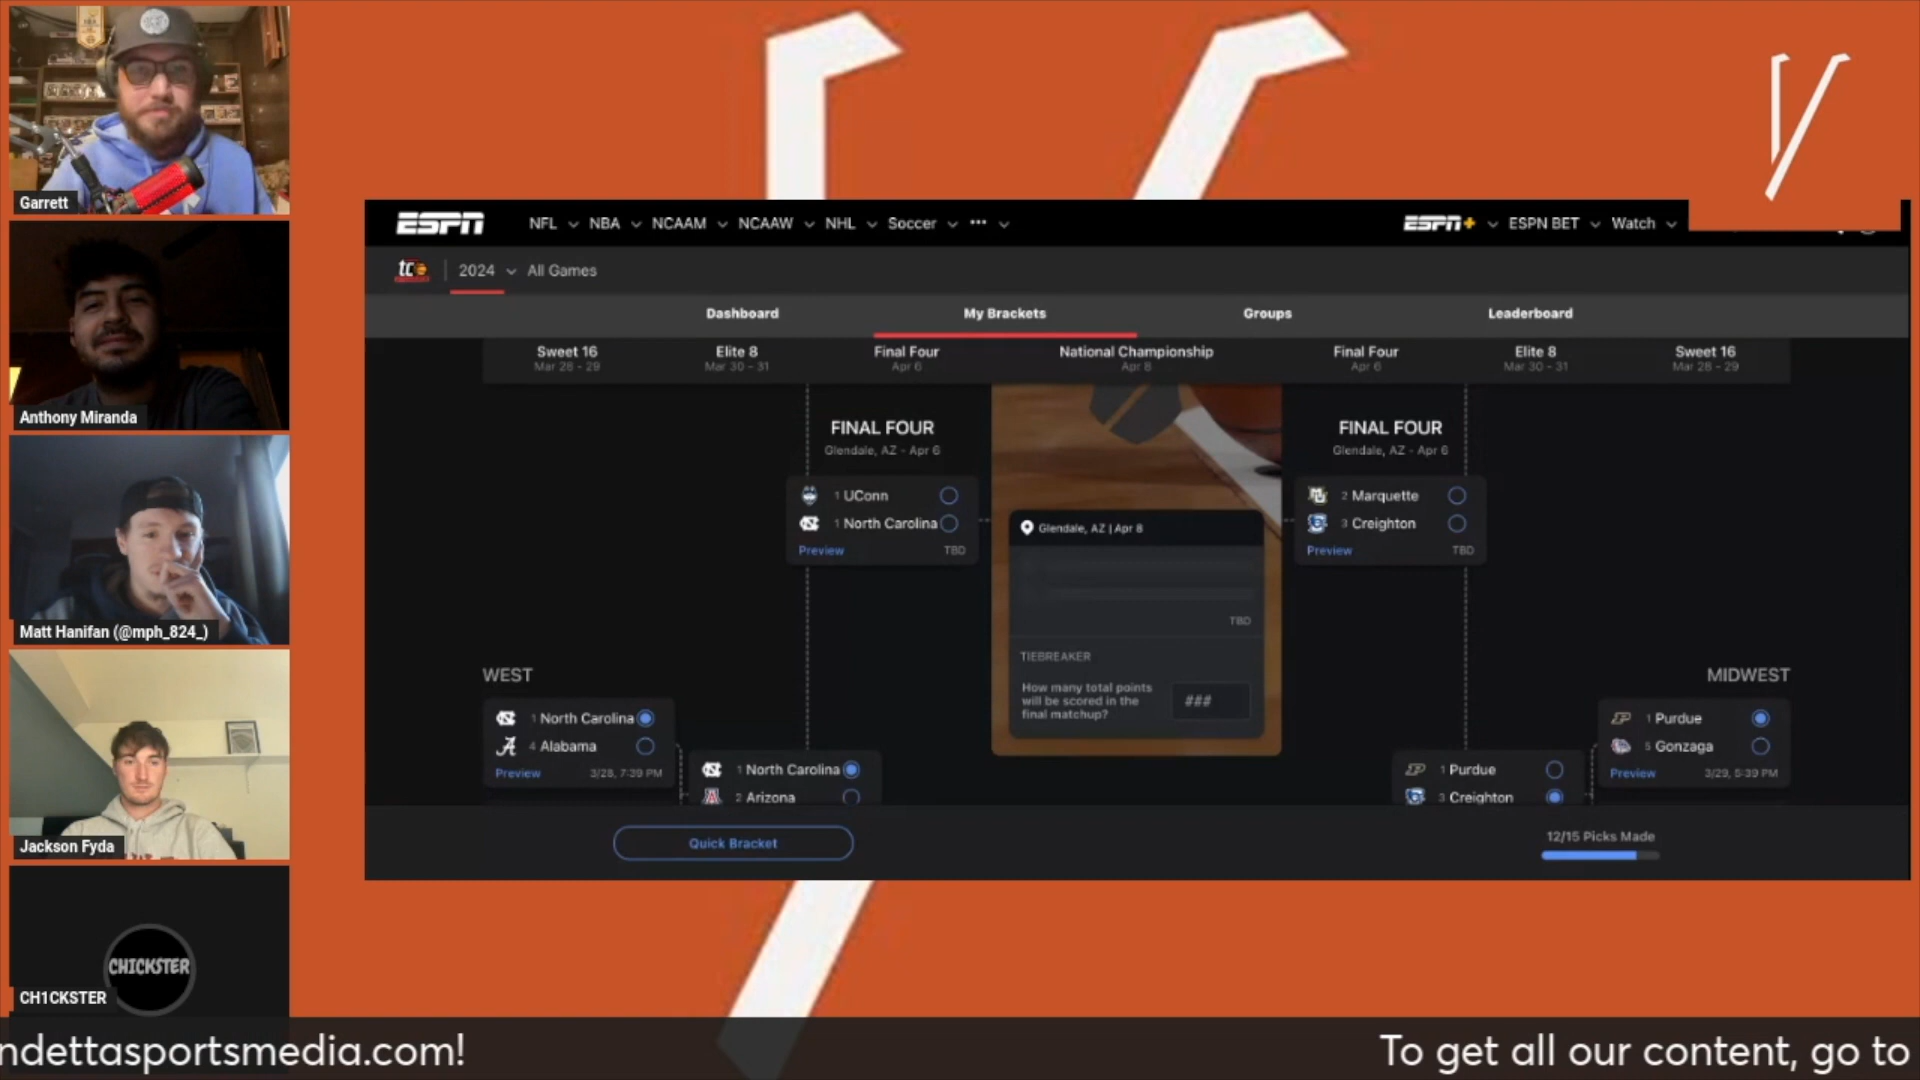 Garrett
Anthony Miranda
Matt Hanifan (@mph_824_)
Jackson Fyda
CHICKSTER
CH1CKSTER
ESPN
NFL
NBA
NCAAM
NCAAW
NHL
Soccer
•••
ESPN+
ESPN BET
Watch
tc
2024
All Games
Dashboard
My Brackets
Groups
Leaderboard
Sweet 16
Mar 28 - 29
Elite 8
Mar 30 - 31
Final Four
Apr 6
National Championship
Apr 8
Final Four
Apr 6
Elite 8
Mar 30 - 31
Sweet 16
Mar 28 - 29
FINAL FOUR
Glendale, AZ - Apr 6
1 UConn
1 North Carolina
Preview
TBD
Glendale, AZ | Apr 8
TBD
TIEBREAKER
How many total points
will be scored in the
final matchup?
###
FINAL FOUR
Glendale, AZ - Apr 6
2 Marquette
3 Creighton
Preview
TBD
WEST
1 North Carolina
4 Alabama
Preview
3/28, 7:39 PM
1 North Carolina
2 Arizona
MIDWEST
1 Purdue
5 Gonzaga
Preview
3/29, 5:39 PM
1 Purdue
3 Creighton
Quick Bracket
12/15 Picks Made
ndettasportsmedia.com!
To get all our content, go to